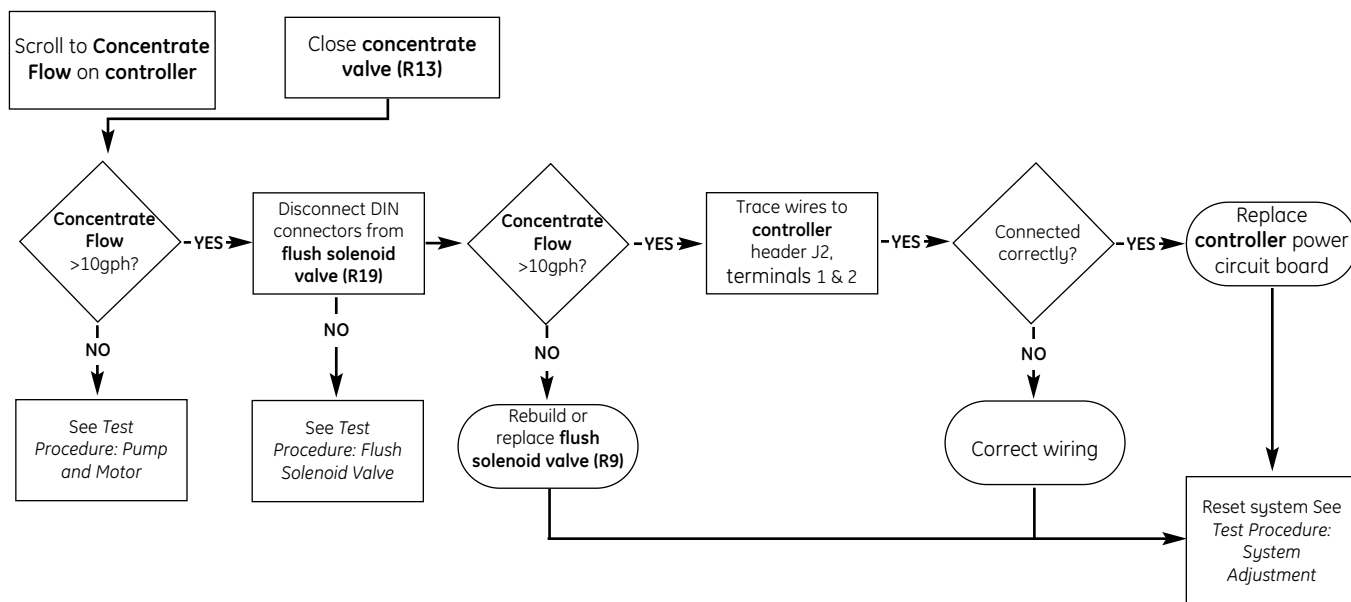 Scroll to Concentrate
Flow on controller
Close concentrate
valve (R13)
Concentrate
Flow
>10gph?
YES
Disconnect DIN
connectors from
flush solenoid
valve (R19)
Concentrate
Flow
>10gph?
YES
Trace wires to
controller
header J2,
terminals 1 & 2
YES
Connected
correctly?
YES
Replace
controller power
circuit board
NO
NO
NO
NO
See Test
Procedure: Pump
and Motor
See Test
Procedure: Flush
Solenoid Valve
Rebuild or
replace flush
solenoid valve (R9)
Correct wiring
Reset system See
Test Procedure:
System
Adjustment